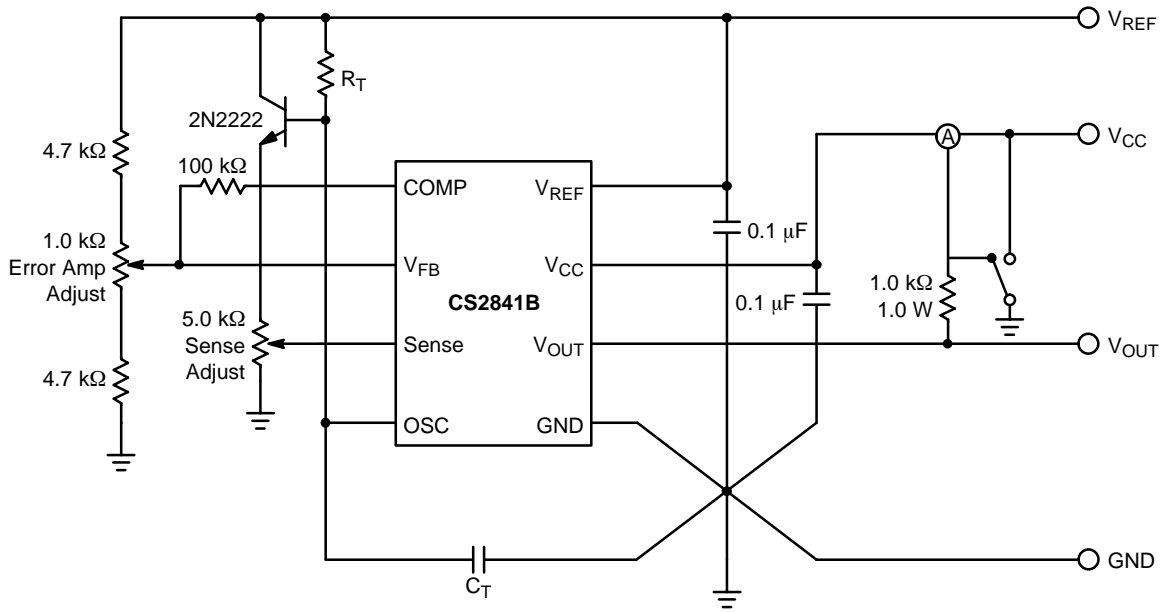 V_REF
R_T
2N2222
4.7 kΩ
100 kΩ
1.0 kΩ
Error Amp
Adjust
5.0 kΩ
Sense
Adjust
4.7 kΩ
COMP
V_FB
Sense
OSC
CS2841B
V_REF
V_CC
V_OUT
GND
0.1 μF
0.1 μF
A
V_CC
1.0 kΩ
1.0 W
V_OUT
C_T
GND